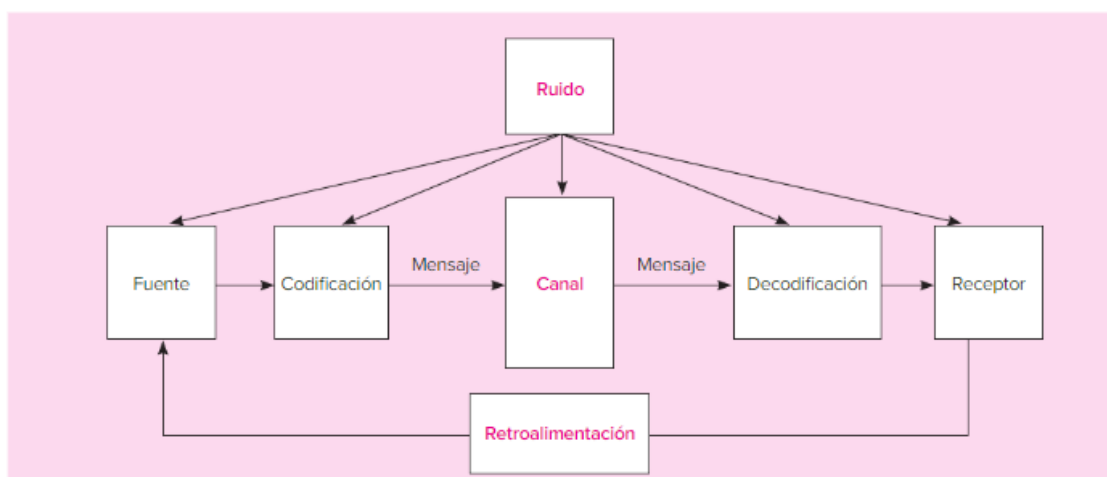 Ruido
Mensaje
Mensaje
Fuente
Codificación
Canal
Decodificación
Receptor
Retroalimentación